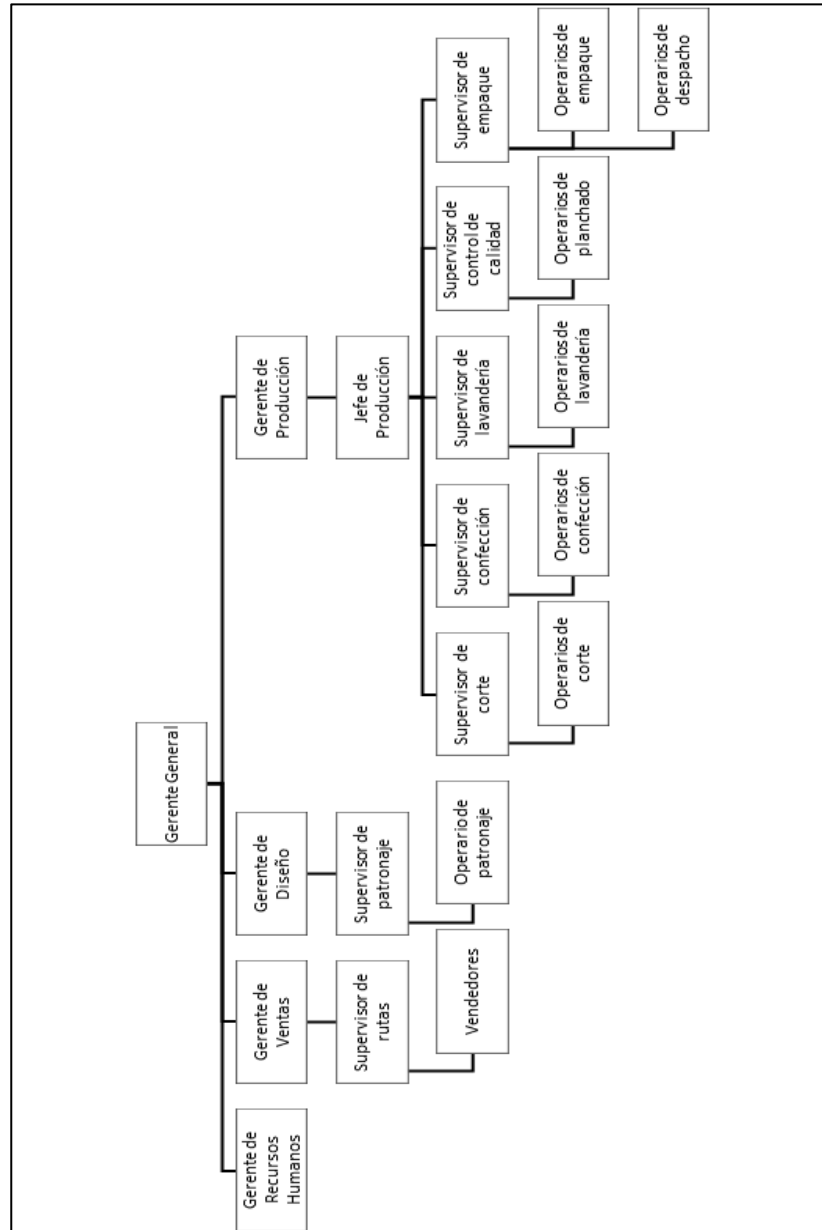 Gerente General
Gerente de
Recursos
Humanos
Gerente de
Ventas
Gerente de
Diseño
Gerente de
Producción
Supervisor de
rutas
Supervisor de
patronaje
Jefe de
Producción
Vendedores
Operario de
patronaje
Supervisor de
corte
Supervisor de
confección
Supervisor de
lavandería
Supervisor de
control de
calidad
Supervisor de
empaque
Operarios de
corte
Operarios de
confección
Operarios de
lavandería
Operarios de
planchado
Operarios de
empaque
Operarios de
despacho